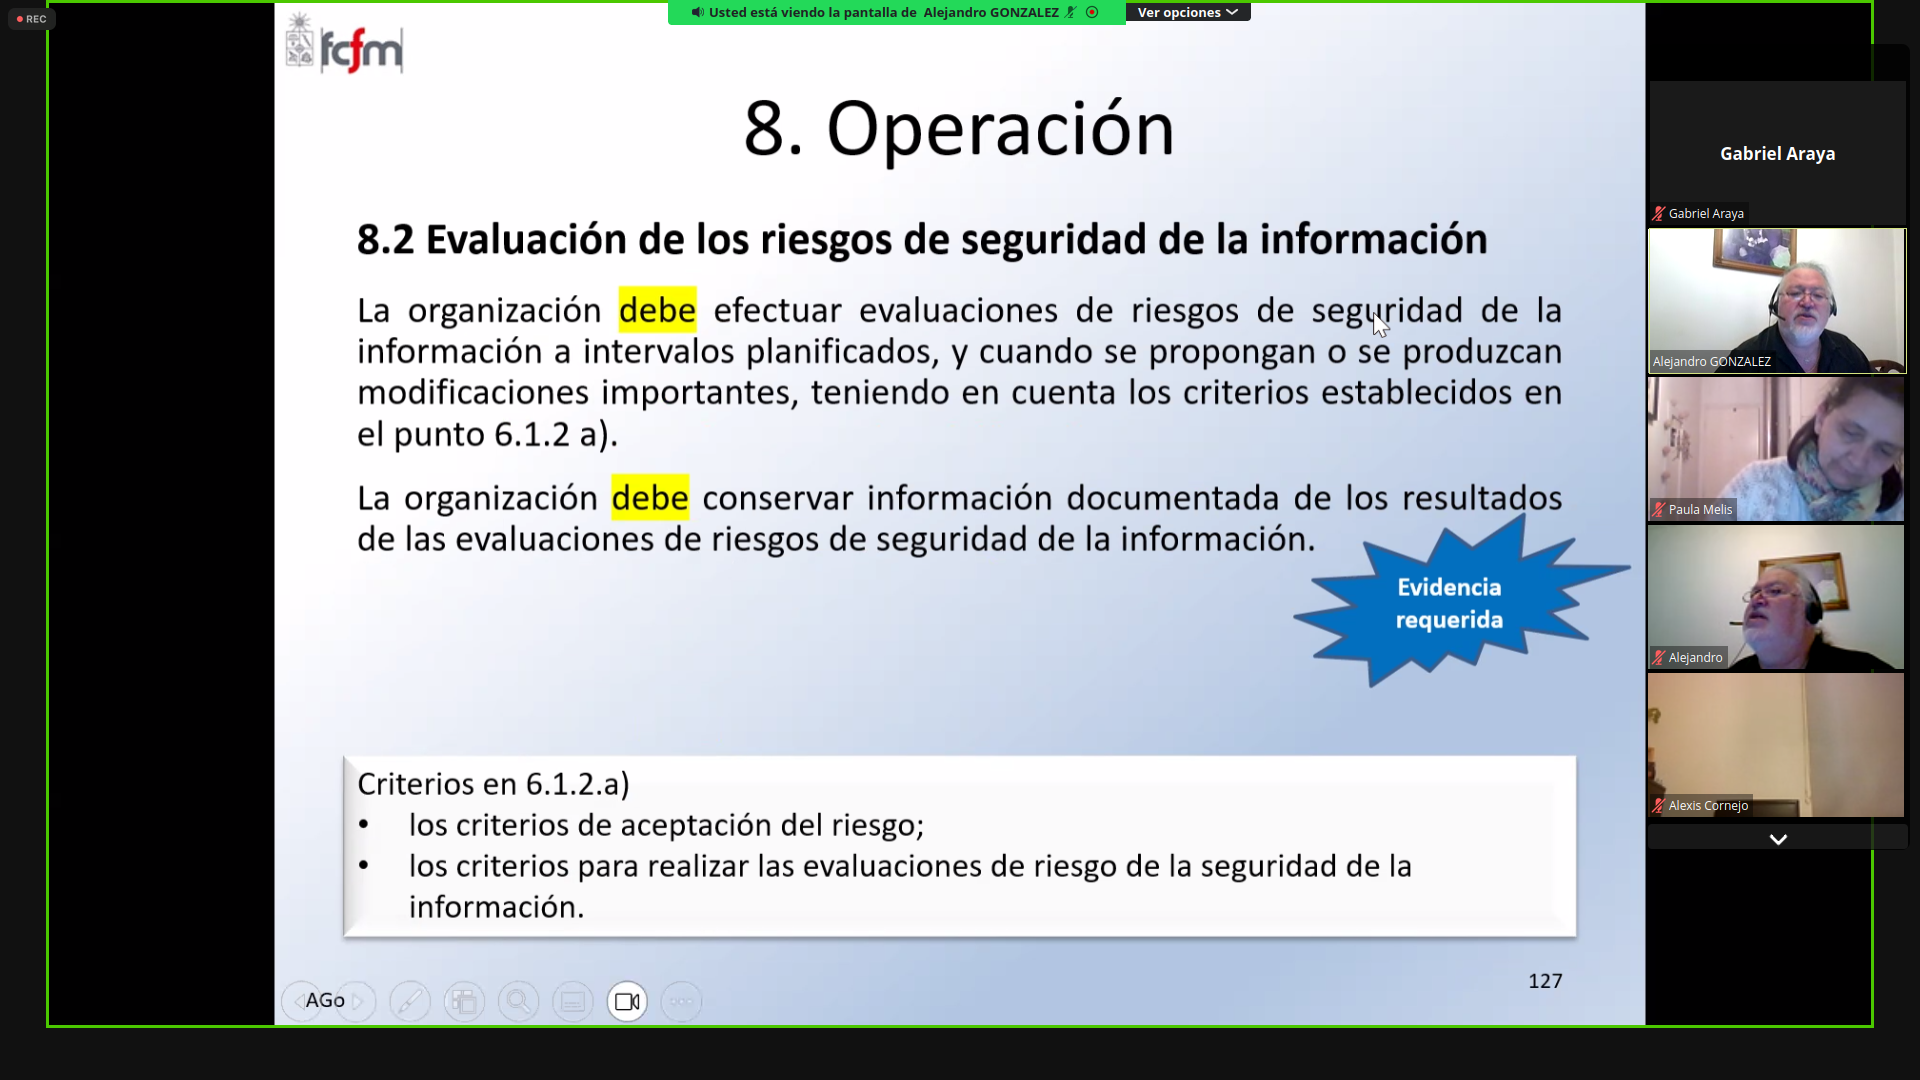 REC
Usted está viendo la pantalla de Alejandro GONZALEZ
Ver opciones
fcfm
8. Operación
8.2 Evaluación de los riesgos de seguridad de la información
La organización debe efectuar evaluaciones de riesgos de seguridad de la
información a intervalos planificados, y cuando se propongan o se produzcan
modificaciones importantes, teniendo en cuenta los criterios establecidos en
el punto 6.1.2 a).
La organización debe conservar información documentada de los resultados
de las evaluaciones de riesgos de seguridad de la información.
Evidencia
requerida
Criterios en 6.1.2.a)
• los criterios de aceptación del riesgo;
• los criterios para realizar las evaluaciones de riesgo de la seguridad de la
información.
AGo
127
Gabriel Araya
Gabriel Araya
Alejandro GONZALEZ
Paula Melis
Alejandro
Alexis Cornejo